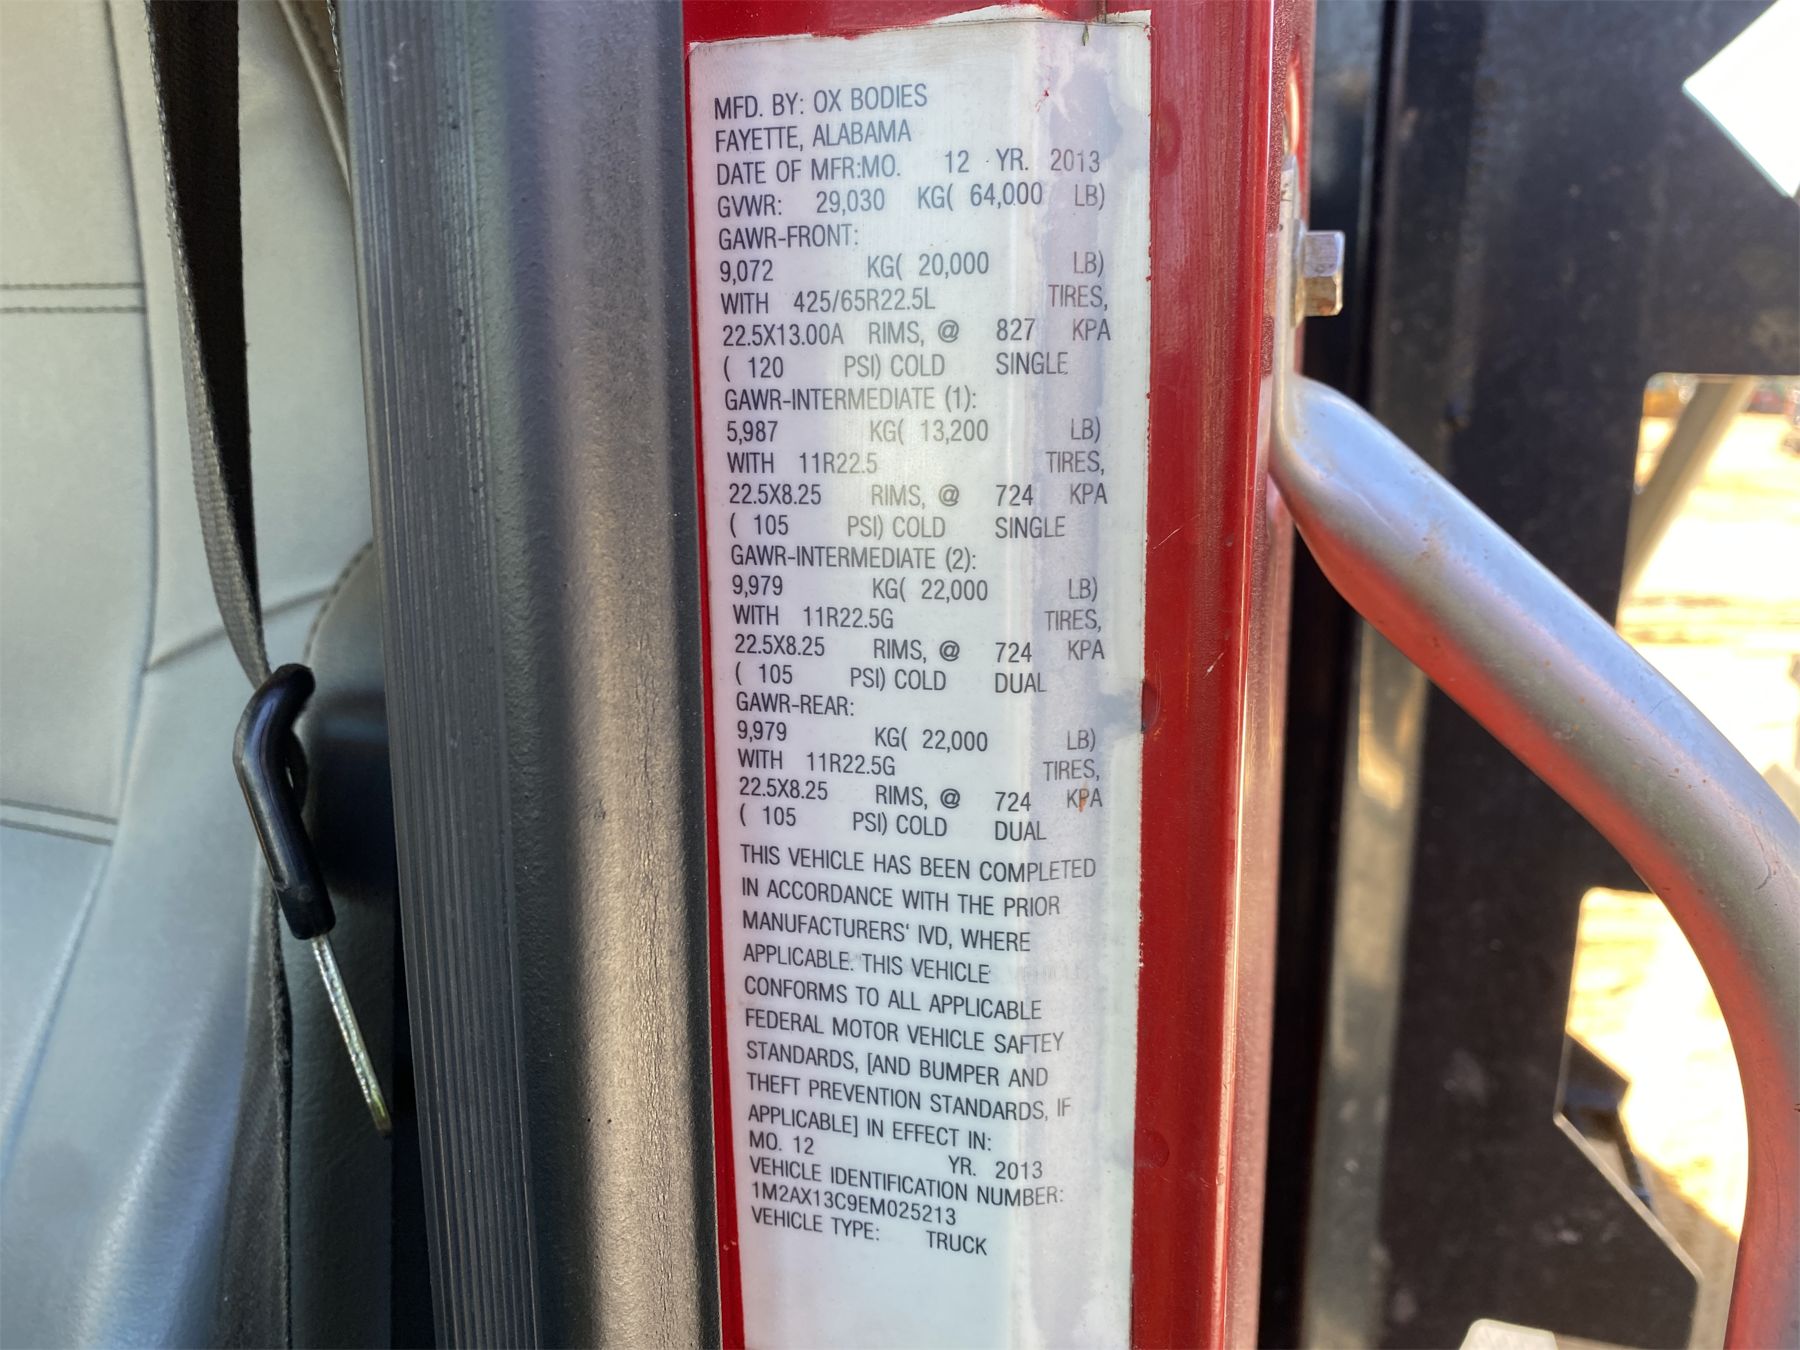 MFD. BY: OX BODIES
FAYETTE, ALABAMA
DATE OF MFR:MO. 12 YR. 2013
GVWR: 29,030 KG( 64,000 LB)
GAWR-FRONT:
9,072 KG( 20,000 LB)
WITH 425/65R22.5L TIRES,
22.5X13.00A RIMS, @ 827 KPA
( 120 PSI) COLD SINGLE
GAWR-INTERMEDIATE (1):
5,987 KG( 13,200 LB)
WITH 11R22.5 TIRES,
22.5X8.25 RIMS, @ 724 KPA
( 105 PSI) COLD SINGLE
GAWR-INTERMEDIATE (2):
9,979 KG( 22,000 LB)
WITH 11R22.5G TIRES,
22.5X8.25 RIMS, @ 724 KPA
( 105 PSI) COLD DUAL
GAWR-REAR:
9,979 KG( 22,000 LB)
WITH 11R22.5G TIRES,
22.5X8.25 RIMS, @ 724 KPA
( 105 PSI) COLD DUAL
THIS VEHICLE HAS BEEN COMPLETED
IN ACCORDANCE WITH THE PRIOR
MANUFACTURERS' IVD, WHERE
APPLICABLE. THIS VEHICLE
CONFORMS TO ALL APPLICABLE
FEDERAL MOTOR VEHICLE SAFTEY
STANDARDS, [AND BUMPER AND
THEFT PREVENTION STANDARDS, IF
APPLICABLE] IN EFFECT IN:
MO. 12 YR. 2013
VEHICLE IDENTIFICATION NUMBER:
1M2AX13C9EM025213
VEHICLE TYPE: TRUCK